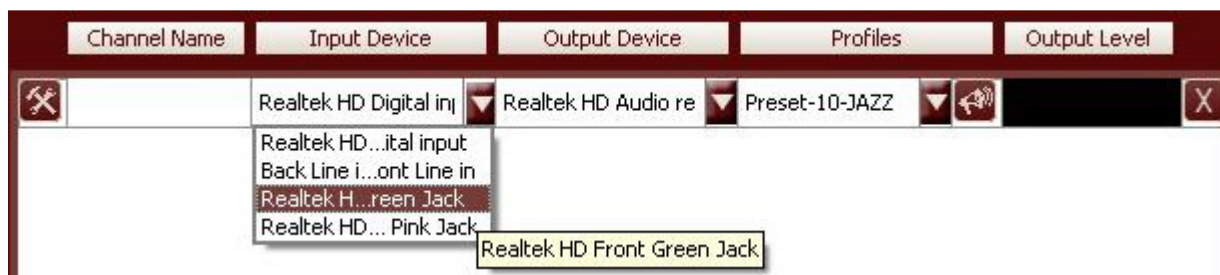 Channel Name Input Device Output Device Profiles Output Level
Realtek HD Digital inp Realtek HD Audio re Preset-10-JAZZ X
Realtek HD...ital input
Back Line i...ont Line in
Realtek H...reen Jack
Realtek HD... Pink Jack
Realtek HD Front Green Jack